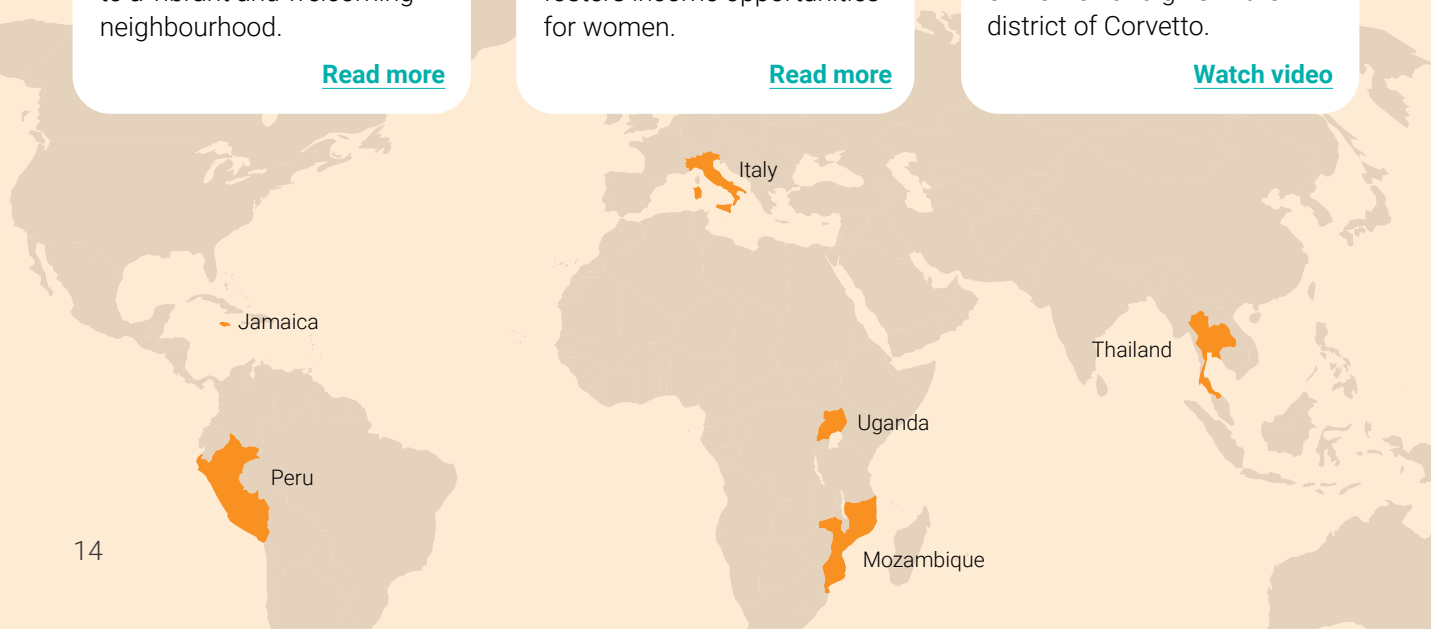 neighbourhood.
Read more
for women.
Read more
district of Corvetto.
Watch video
Italy
Jamaica
Thailand
Uganda
Peru
Mozambique
14